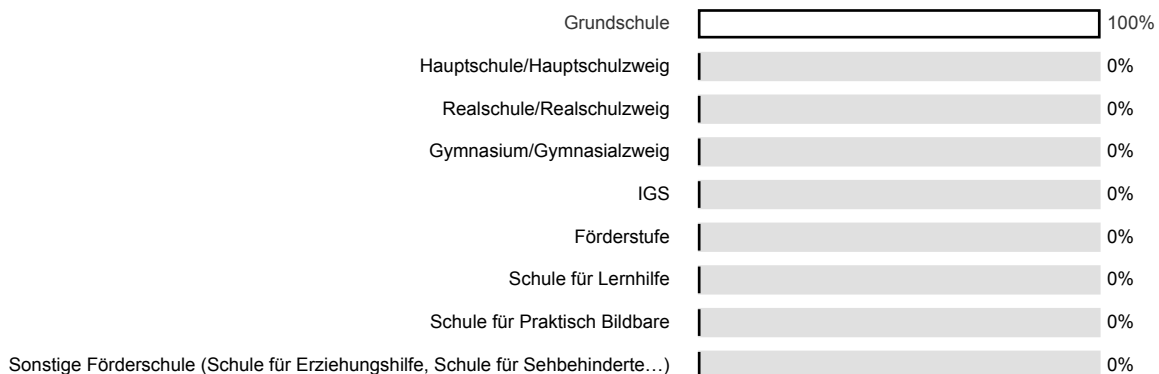 Grundschule 100%
Hauptschule/Hauptschulzweig 0%
Realschule/Realschulzweig 0%
Gymnasium/Gymnasialzweig 0%
IGS 0%
Förderstufe 0%
Schule für Lernhilfe 0%
Schule für Praktisch Bildbare 0%
Sonstige Förderschule (Schule für Erziehungshilfe, Schule für Sehbehinderte…) 0%